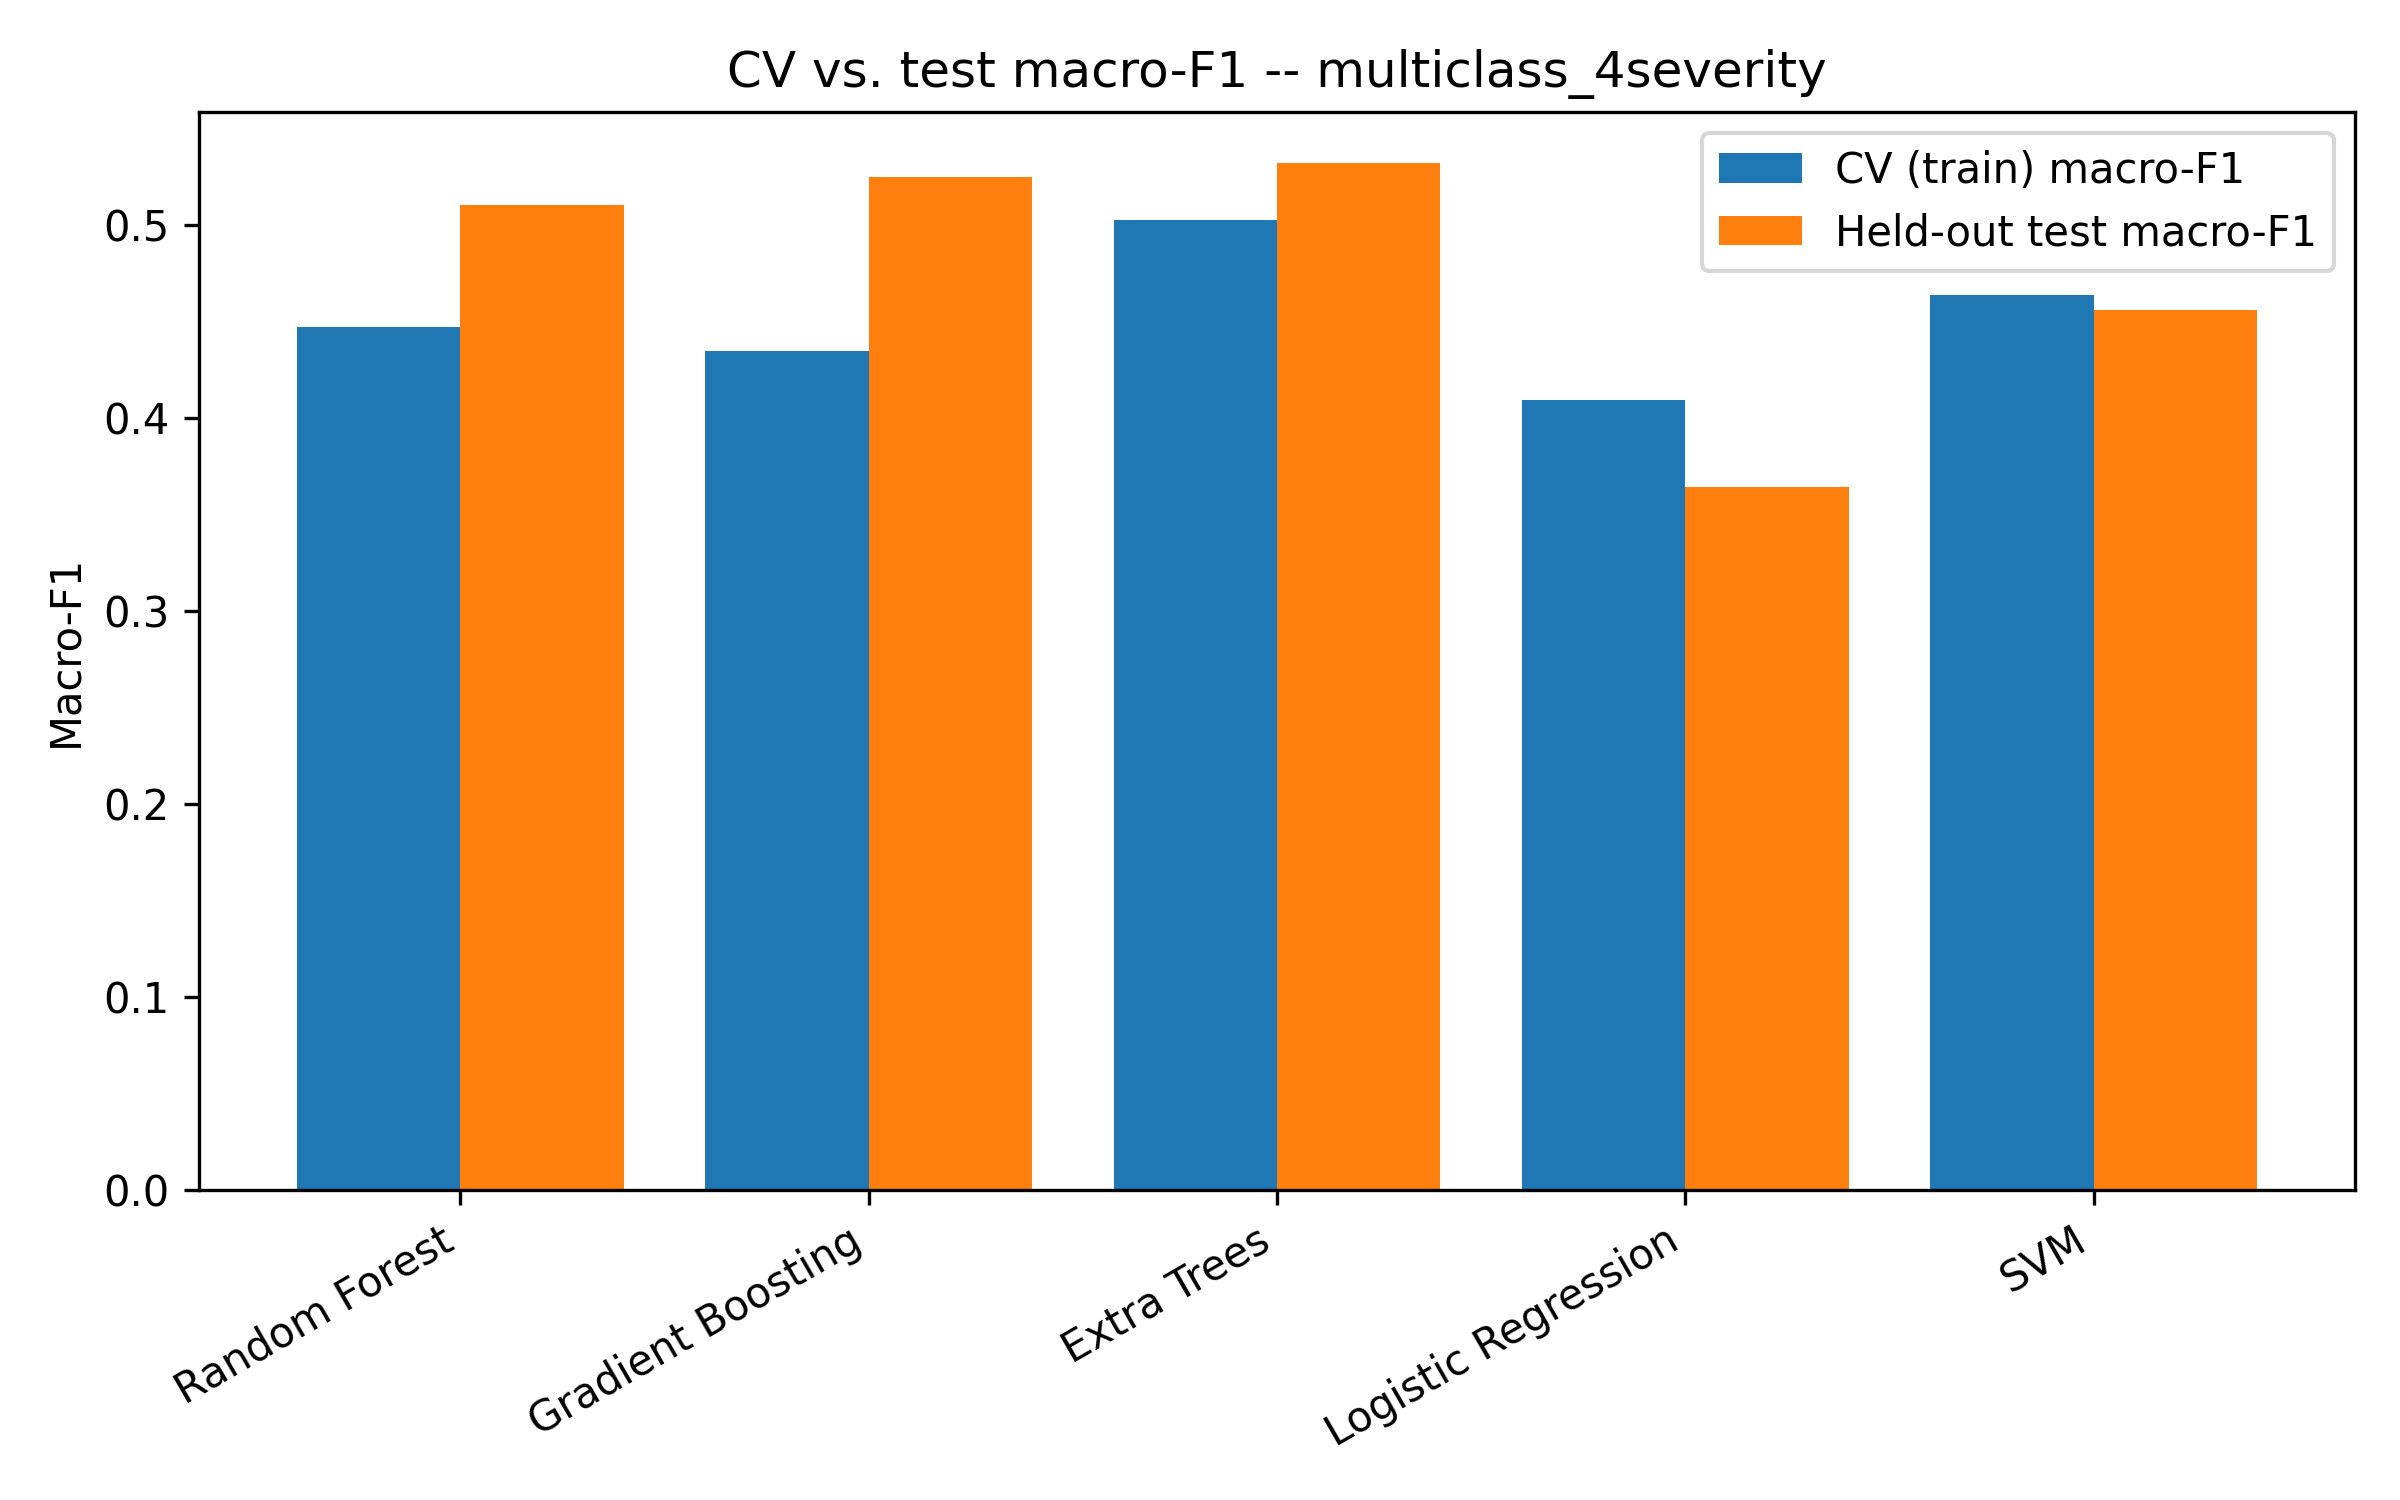 CV vs. test macro-F1 -- multiclass_4severity
CV (train) macro-F1
Held-out test macro-F1
Macro-F1
0.5
0.4
0.3
0.2
0.1
0.0
Random Forest
Gradient Boosting
Extra Trees
Logistic Regression
SVM